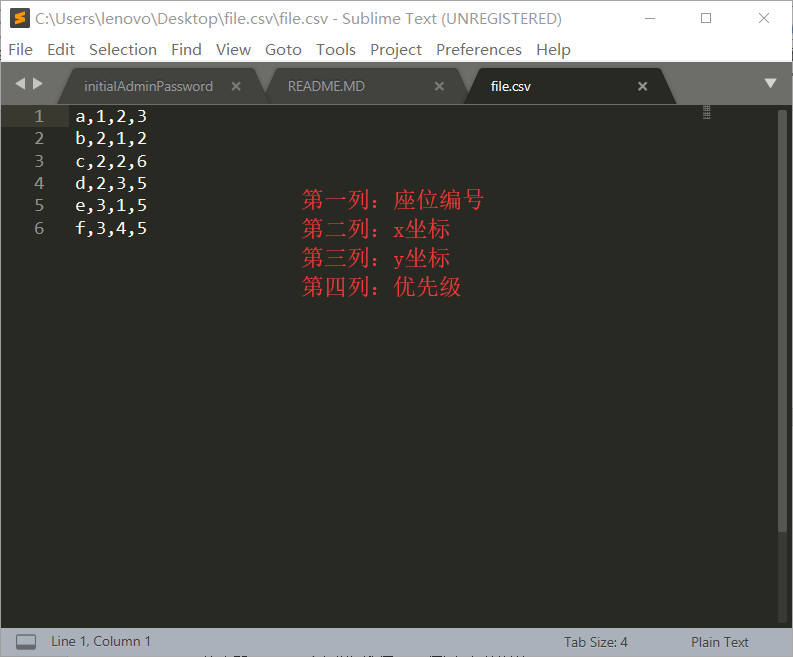 C:\Users\lenovo\Desktop\file.csv\file.csv - Sublime Text (UNREGISTERED)
File Edit Selection Find View Goto Tools Project Preferences Help
initialAdminPassword README.MD file.csv
1 a,1,2,3
2 b,2,1,2
3 c,2,2,6
4 d,2,3,5
5 e,3,1,5
6 f,3,4,5
第一列：座位编号
第二列：x坐标
第三列：y坐标
第四列：优先级
Line 1, Column 1 Tab Size: 4 Plain Text